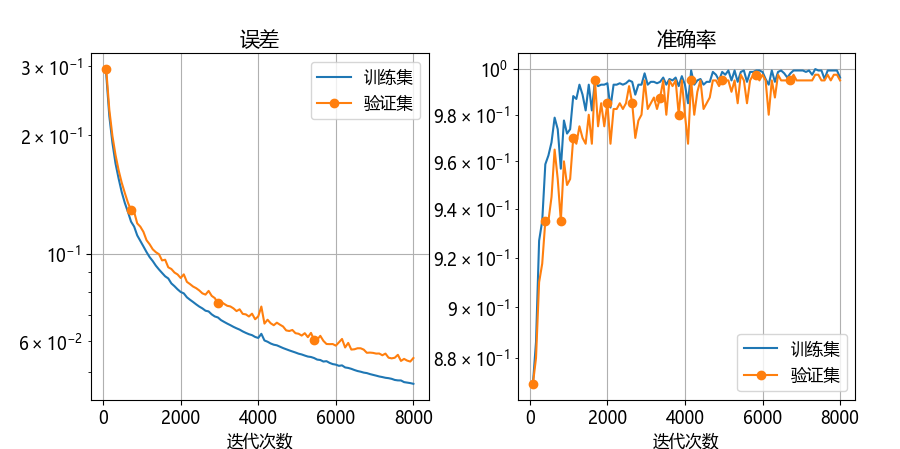 误差
3 × 10⁻¹
2 × 10⁻¹
10⁻¹
6 × 10⁻²
0 2000 4000 6000 8000
迭代次数
训练集
验证集
准确率
10⁰
9.8 × 10⁻¹
9.6 × 10⁻¹
9.4 × 10⁻¹
9.2 × 10⁻¹
9 × 10⁻¹
8.8 × 10⁻¹
0 2000 4000 6000 8000
迭代次数
训练集
验证集